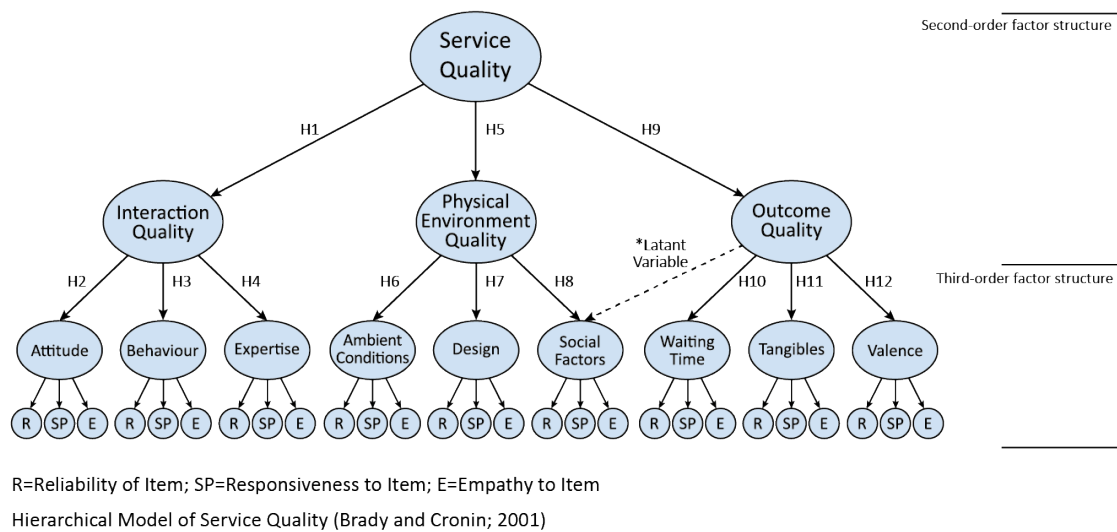 Second-order factor structure
Service
Quality
H1
H5
H9
Interaction
Quality
Physical
Environment
Quality
Outcome
Quality
*Latant
Variable
Third-order factor structure
H2
H3
H4
H6
H7
H8
H10
H11
H12
Attitude
Behaviour
Expertise
Ambient
Conditions
Design
Social
Factors
Waiting
Time
Tangibles
Valence
R SP E R SP E R SP E R SP E R SP E R SP E R SP E R SP E R SP E
R=Reliability of Item; SP=Responsiveness to Item; E=Empathy to Item
Hierarchical Model of Service Quality (Brady and Cronin; 2001)